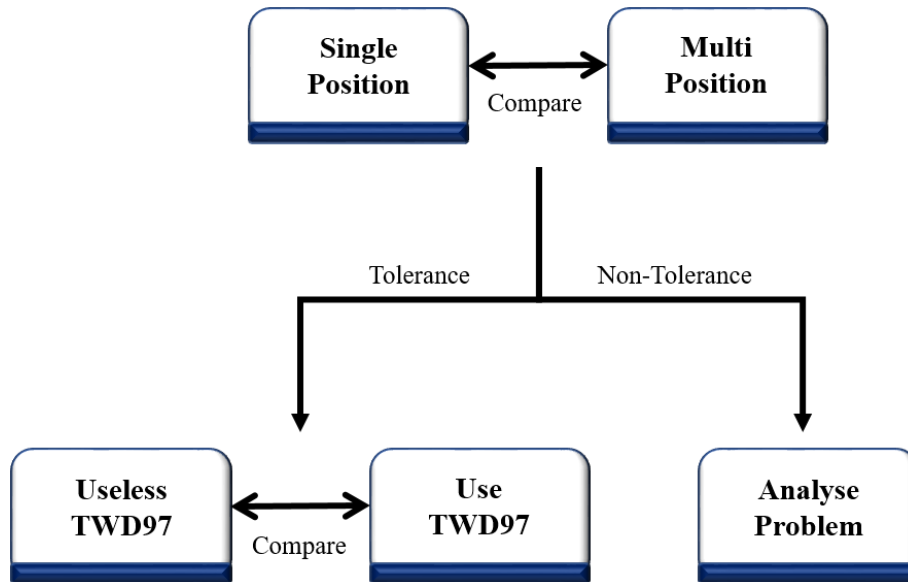 Single
Position
Multi
Position
Compare
Tolerance
Non-Tolerance
Useless
TWD97
Use
TWD97
Compare
Analyse
Problem